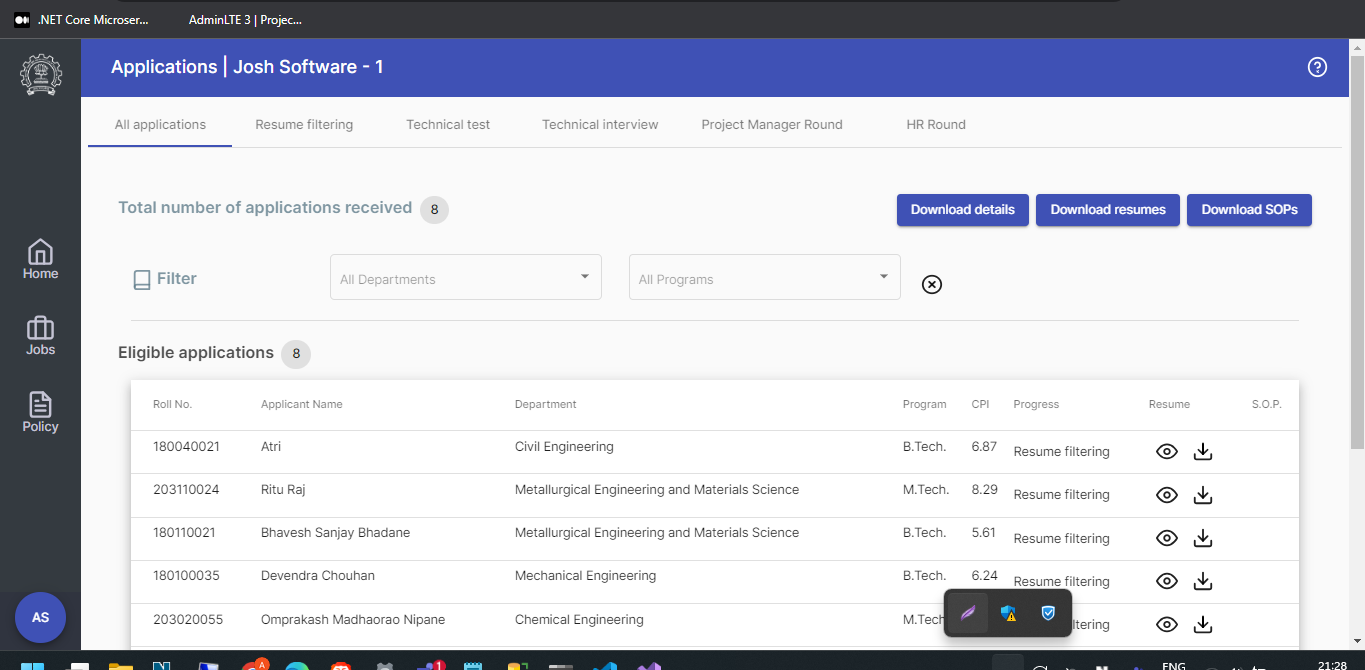 .NET Core Microser...
AdminLTE 3 | Projec...
Applications | Josh Software - 1
All applications
Resume filtering
Technical test
Technical interview
Project Manager Round
HR Round
Total number of applications received 8
Download details
Download resumes
Download SOPs
Home
Jobs
Policy
AS
Filter
All Departments
All Programs
Eligible applications 8
Roll No. Applicant Name Department Program CPI Progress Resume S.O.P.
180040021 Atri Civil Engineering B.Tech. 6.87 Resume filtering
203110024 Ritu Raj Metallurgical Engineering and Materials Science M.Tech. 8.29 Resume filtering
180110021 Bhavesh Sanjay Bhadane Metallurgical Engineering and Materials Science B.Tech. 5.61 Resume filtering
180100035 Devendra Chouhan Mechanical Engineering B.Tech. 6.24 Resume filtering
203020055 Omprakash Madhaorao Nipane Chemical Engineering M.Tech ltering
A
1
ENG
21:28